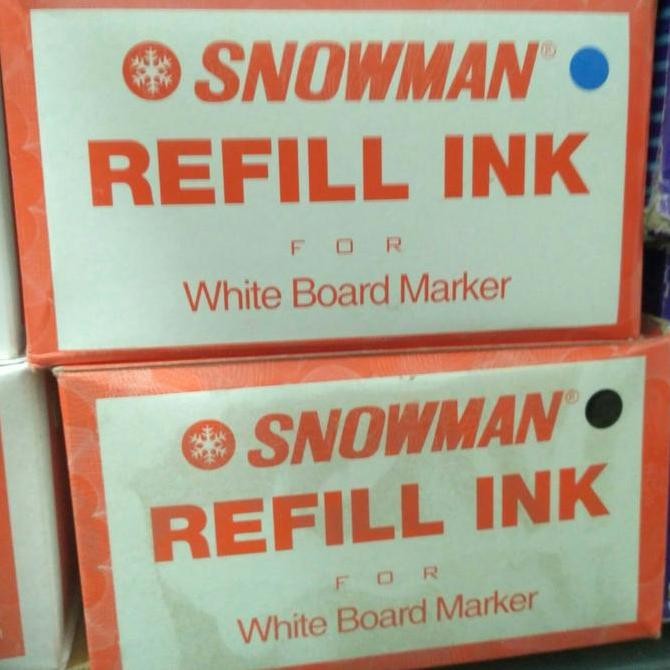 SNOWMAN®
REFILL INK
FOR
White Board Marker
SNOWMAN®
REFILL INK
FOR
White Board Marker